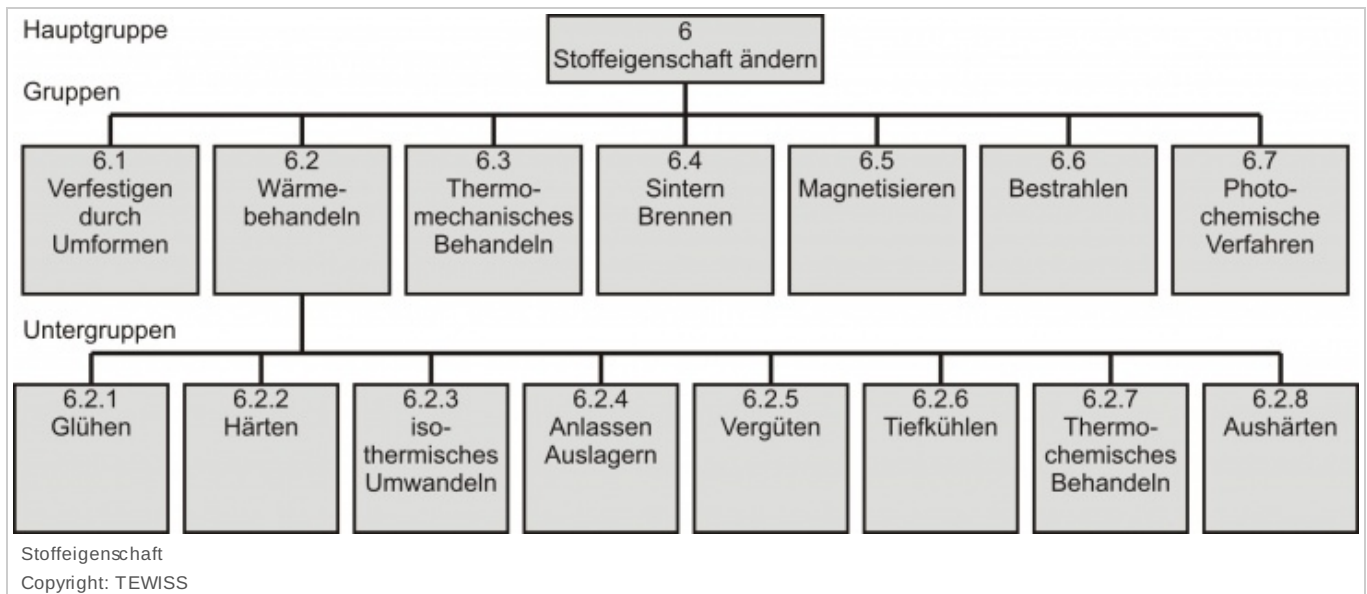 Hauptgruppe
6
Stoffeigenschaft ändern
Gruppen
6.1
Verfestigen
durch
Umformen
6.2
Wärme-
behandeln
6.3
Thermo-
mechanisches
Behandeln
6.4
Sintern
Brennen
6.5
Magnetisieren
6.6
Bestrahlen
6.7
Photo-
chemische
Verfahren
Untergruppen
6.2.1
Glühen
6.2.2
Härten
6.2.3
iso-
thermisches
Umwandeln
6.2.4
Anlassen
Auslagern
6.2.5
Vergüten
6.2.6
Tiefkühlen
6.2.7
Thermo-
chemisches
Behandeln
6.2.8
Aushärten
Stoffeigenschaft
Copyright: TEWISS